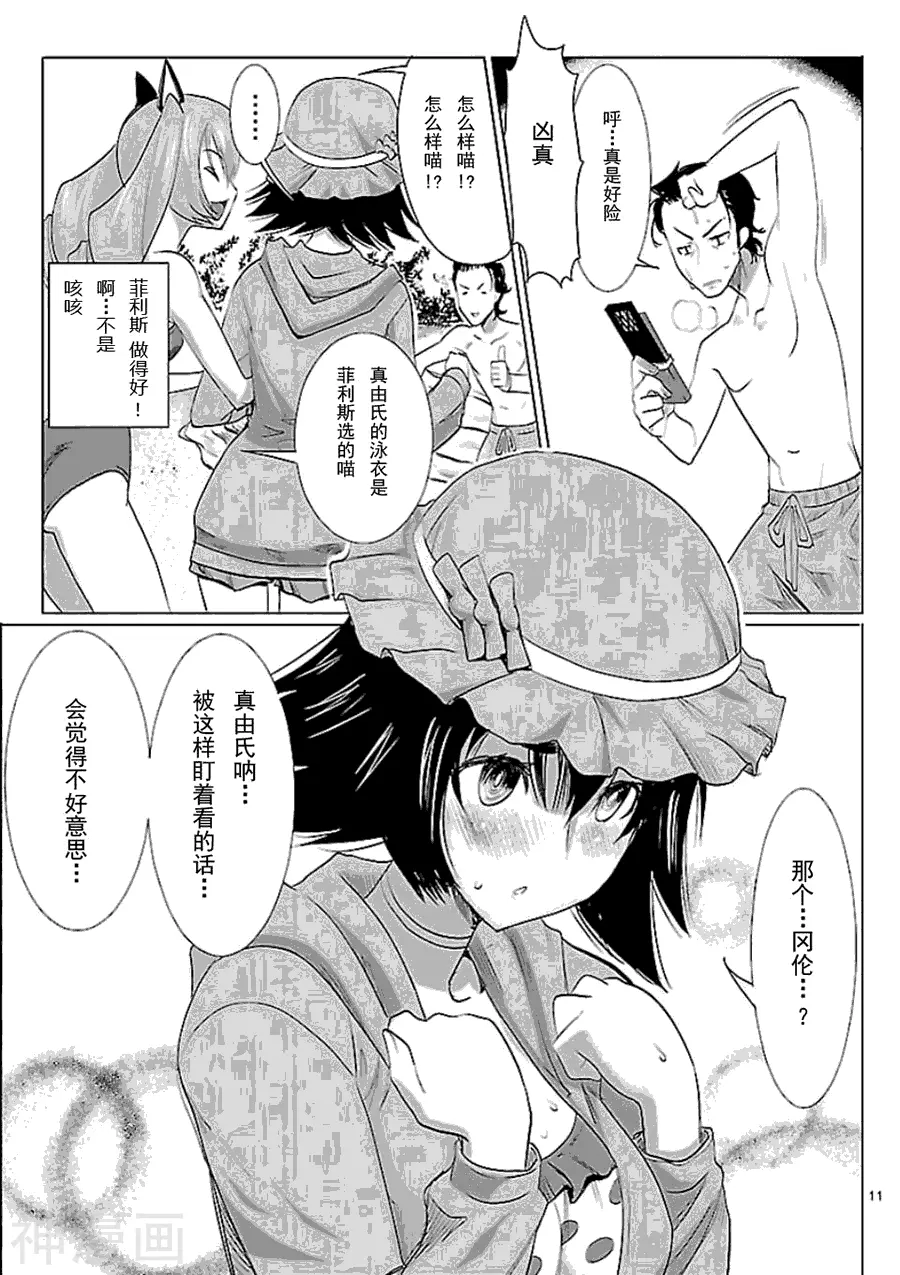 呼…真是好险
凶真
怎么样喵!?
怎么样喵!?
……
真由氏的泳衣是
菲利斯选的喵
菲利斯 做得好!
啊…不是
咳咳
那个…冈伦…?
真由氏呐…
被这样盯着看的话…
会觉得不好意思…
11
神漫画